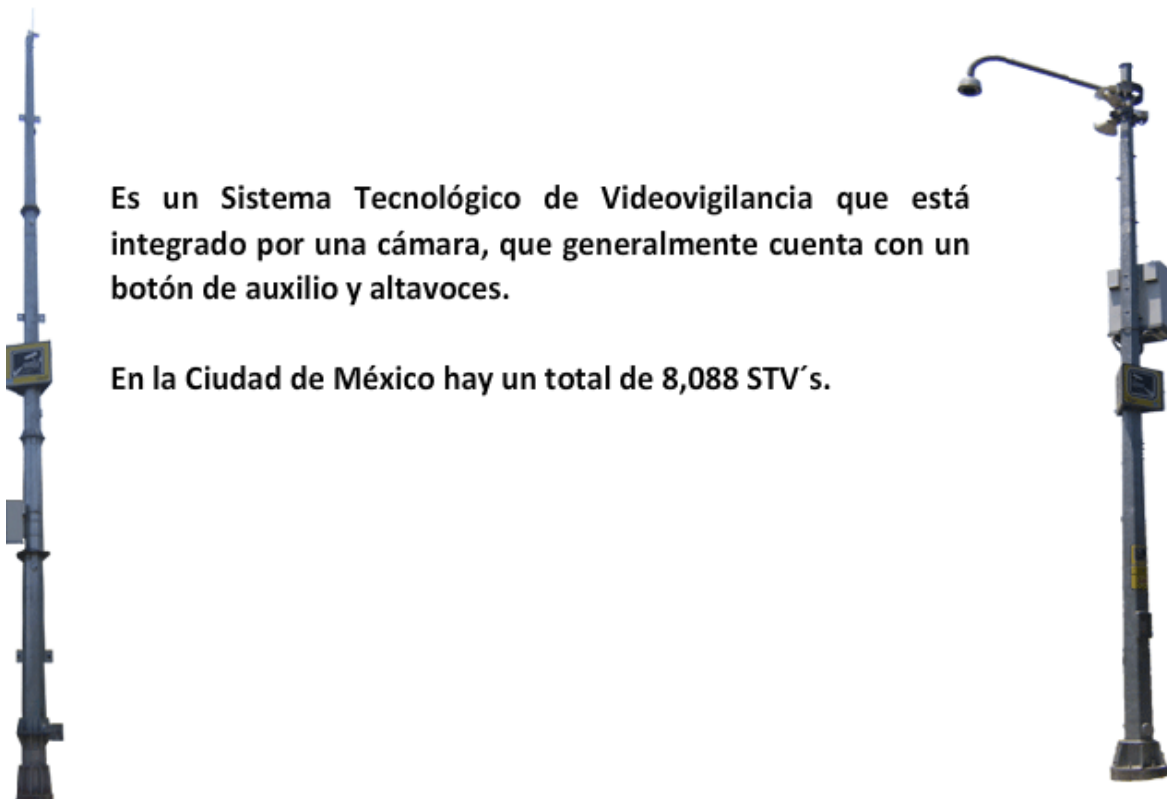 Es un Sistema Tecnológico de Videovigilancia que está
integrado por una cámara, que generalmente cuenta con un
botón de auxilio y altavoces.
En la Ciudad de México hay un total de 8,088 STV´s.